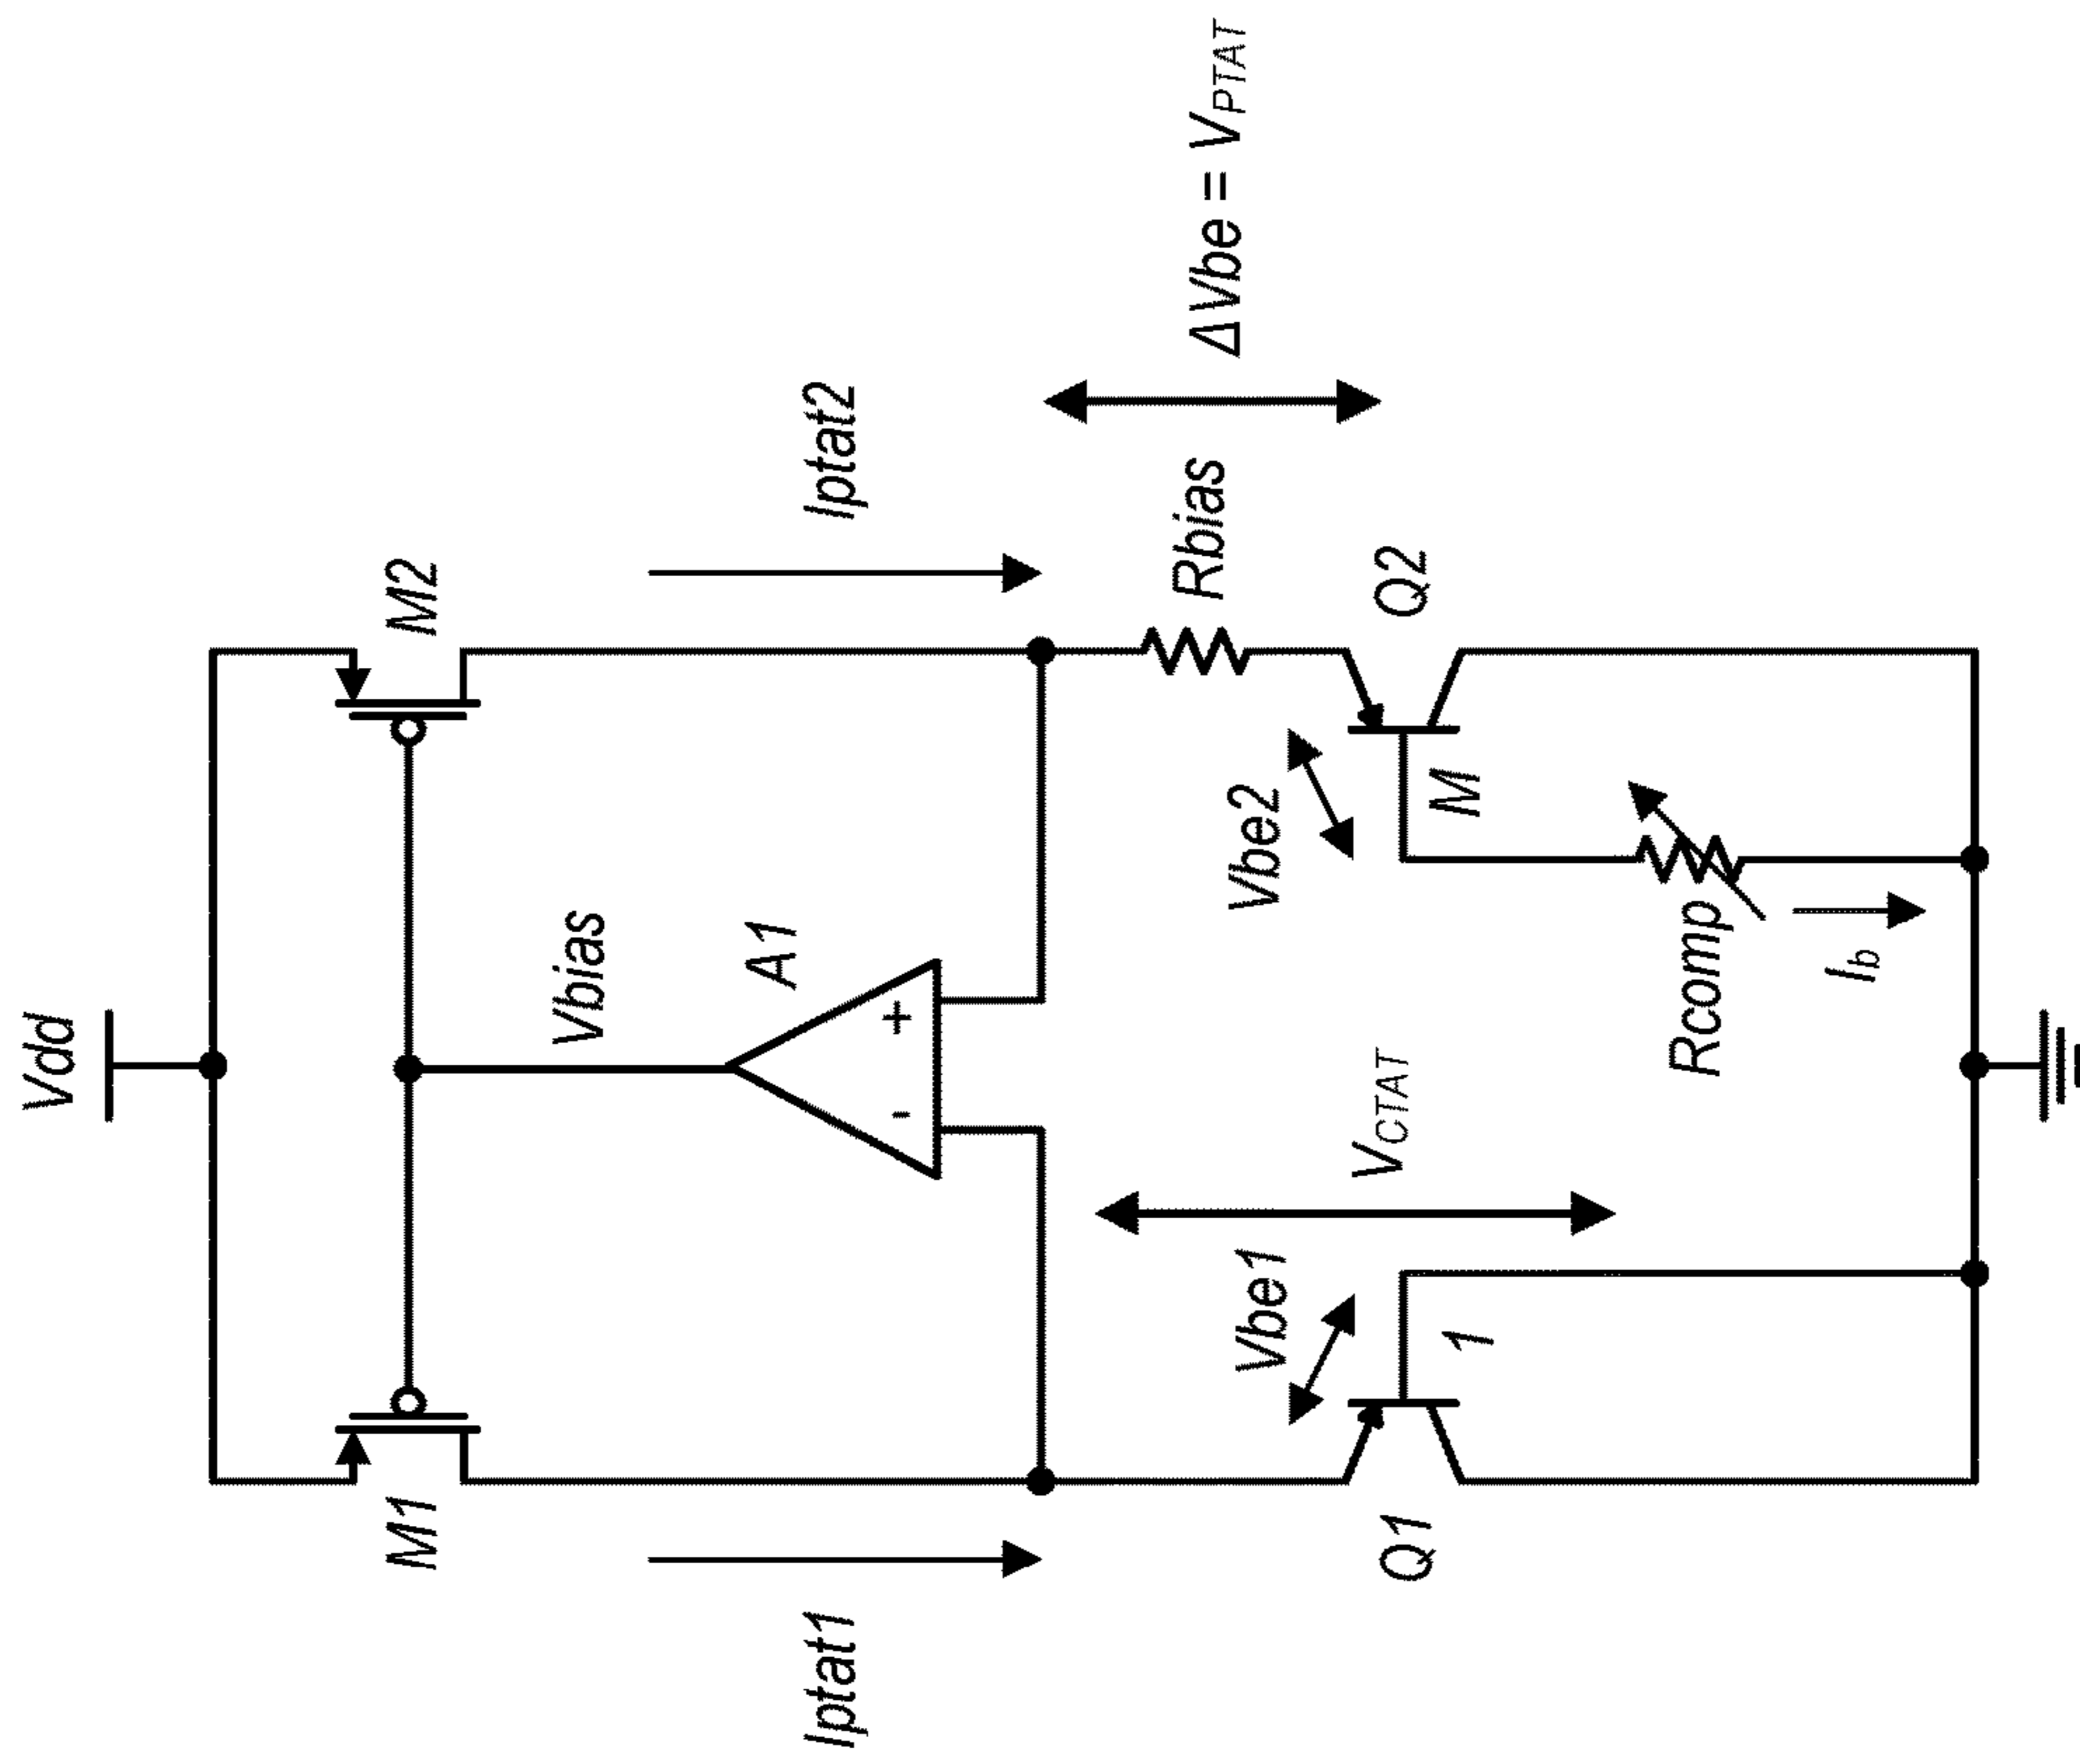 Vdd
M1
M2
Vbias
A1
Iptat1
Iptat2
-
+
Vbe1
Vbe2
Rbias
ΔVbe = VPTAT
Q1
VCTAT
Q2
1
M
Rcomp
Ib